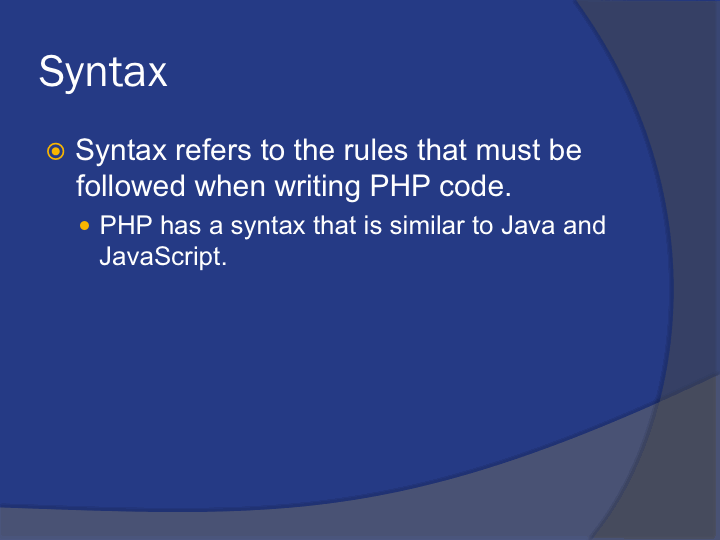 Syntax
Syntax refers to the rules that must be
followed when writing PHP code.
PHP has a syntax that is similar to Java and
JavaScript.